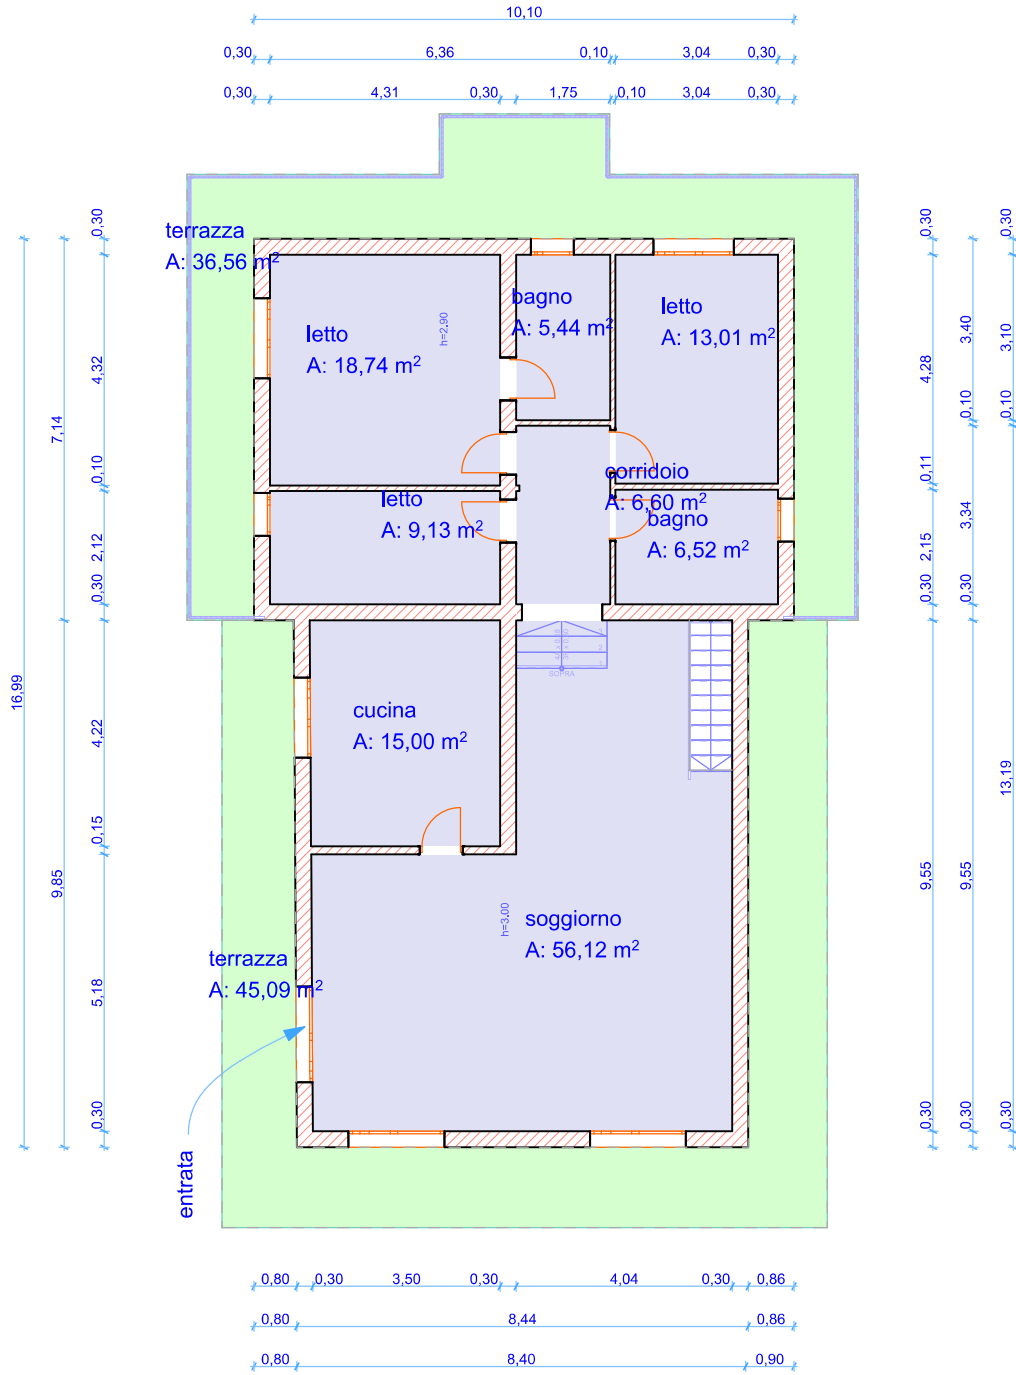 10,10
0,30 6,36 0,10 3,04 0,30
0,30 4,31 0,30 1,75 0,10 3,04 0,30
terrazza
A: 36,56 m²
letto
A: 18,74 m²
h=2.90
bagno
A: 5,44 m²
letto
A: 13,01 m²
corridoio
A: 6,60 m²
letto
A: 9,13 m²
bagno
A: 6,52 m²
SOPRA
cucina
A: 15,00 m²
soggiorno
A: 56,12 m²
h=3.00
terrazza
A: 45,09 m²
entrata
16,99
7,14
9,85
0,30
4,32
0,10
2,12
0,30
4,22
0,15
5,18
0,30
0,30
4,28
0,11
2,15
0,30
9,55
0,30
3,40
0,10
3,34
0,30
9,55
0,30
0,30
3,10
0,10
13,19
0,30
0,80 0,30 3,50 0,30 4,04 0,30 0,86
0,80 8,44 0,86
0,80 8,40 0,90